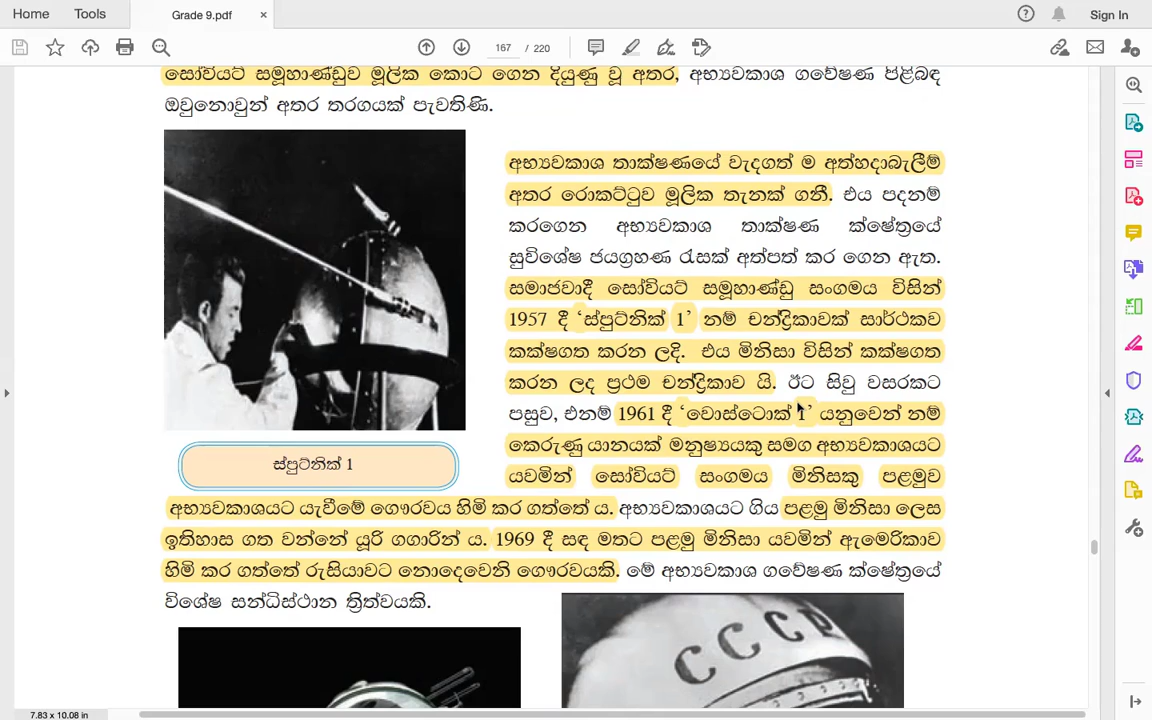 Home
Tools
Grade 9.pdf
×
Sign In
167 / 220
සෝවියට් සමූහාණ්ඩුව මූලික කොට ගෙන දියුණු වූ අතර, අභ්‍යවකාශ ගවේෂණ පිළිබඳ
ඔවුනොවුන් අතර තරගයක් පැවතිණි.
අභ්‍යවකාශ තාක්ෂණයේ වැදගත් ම අත්හදාබැලීම්
අතර රොකට්ටුව මූලික තැනක් ගනී. එය පදනම්
කරගෙන අභ්‍යවකාශ තාක්ෂණ ක්ෂේත්‍රයේ
සුවිශේෂ ජයග්‍රහණ රැසක් අත්පත් කර ගෙන ඇත.
සමාජවාදී සෝවියට් සමූහාණ්ඩු සංගමය විසින්
1957 දී ‘ස්පුට්නික් 1’ නම් චන්ද්‍රිකාවක් සාර්ථකව
කක්ෂගත කරන ලදි. එය මිනිසා විසින් කක්ෂගත
කරන ලද ප්‍රථම චන්ද්‍රිකාව යි. ඊට සිවු වසරකට
පසුව, එනම් 1961 දී ‘වොස්ටොක් 1’ යනුවෙන් නම්
කෙරුණු යානයක් මනුෂ්‍යයකු සමග අභ්‍යවකාශයට
යවමින් සෝවියට් සංගමය මිනිසකු පළමුව
අභ්‍යවකාශයට යැවීමේ ගෞරවය හිමි කර ගත්තේ ය. අභ්‍යවකාශයට ගිය පළමු මිනිසා ලෙස
ඉතිහාස ගත වන්නේ යූරි ගගාරින් ය. 1969 දී සඳ මතට පළමු මිනිසා යවමින් ඇමෙරිකාව
හිමි කර ගත්තේ රුසියාවට නොදෙවෙනි ගෞරවයකි. මේ අභ්‍යවකාශ ගවේෂණ ක්ෂේත්‍රයේ
විශේෂ සන්ධිස්ථාන ත්‍රිත්වයකි.
ස්පුට්නික් 1
CCCP
7.83 x 10.08 in